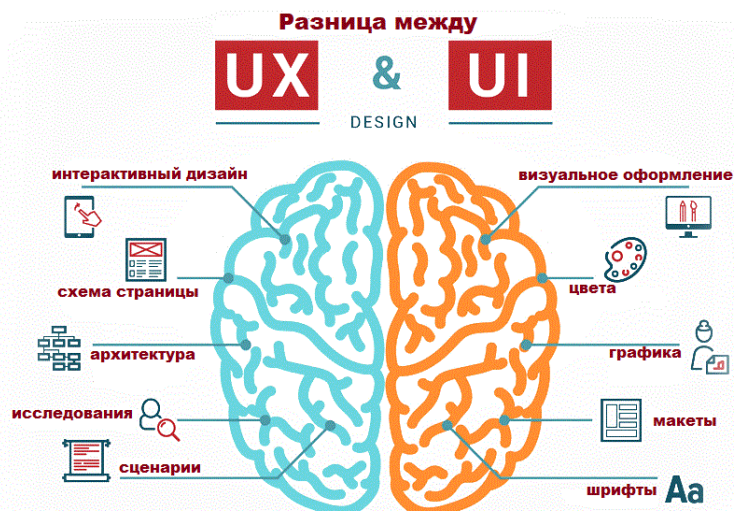 Разница между
UX & UI
DESIGN
интерактивный дизайн
визуальное оформление
схема страницы
цвета
архитектура
графика
исследования
макеты
сценарии
шрифты Aa